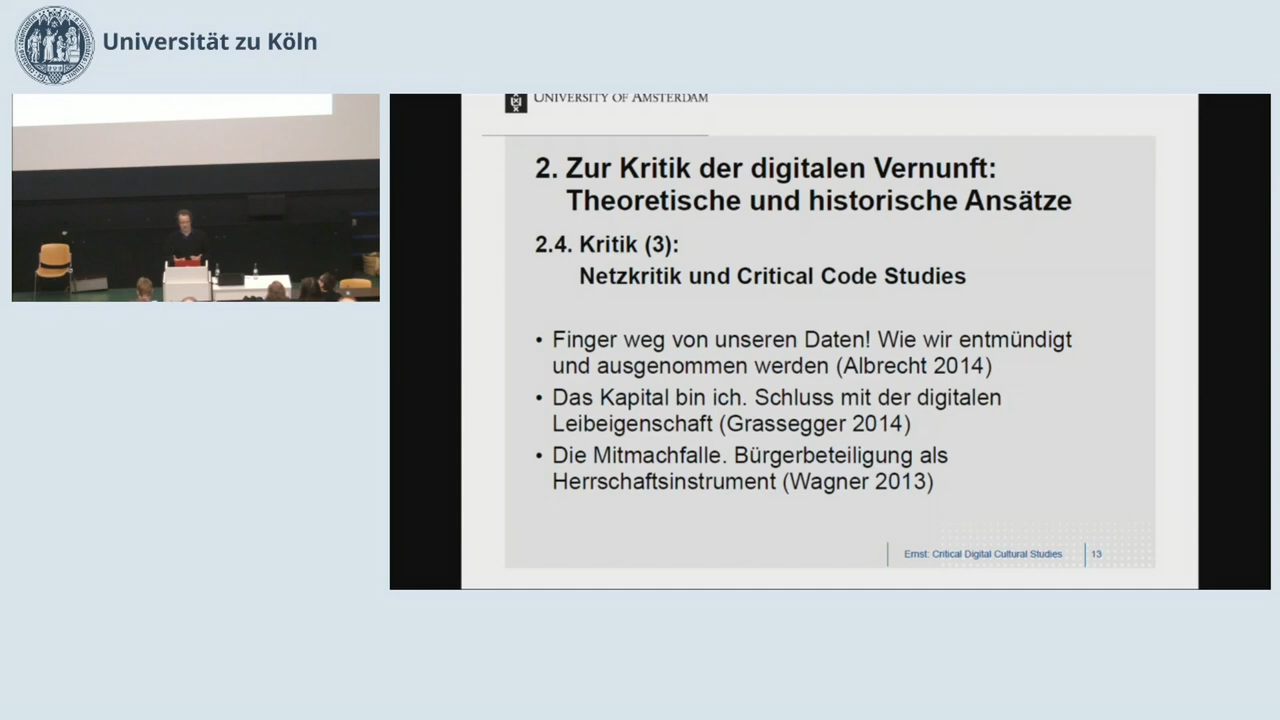 Universität zu Köln
UNIVERSITY OF AMSTERDAM
2. Zur Kritik der digitalen Vernunft:
Theoretische und historische Ansätze
2.4. Kritik (3):
Netzkritik und Critical Code Studies
• Finger weg von unseren Daten! Wie wir entmündigt
und ausgenommen werden (Albrecht 2014)
• Das Kapital bin ich. Schluss mit der digitalen
Leibeigenschaft (Grassegger 2014)
• Die Mitmachfalle. Bürgerbeteiligung als
Herrschaftsinstrument (Wagner 2013)
Ernst: Critical Digital Cultural Studies
13